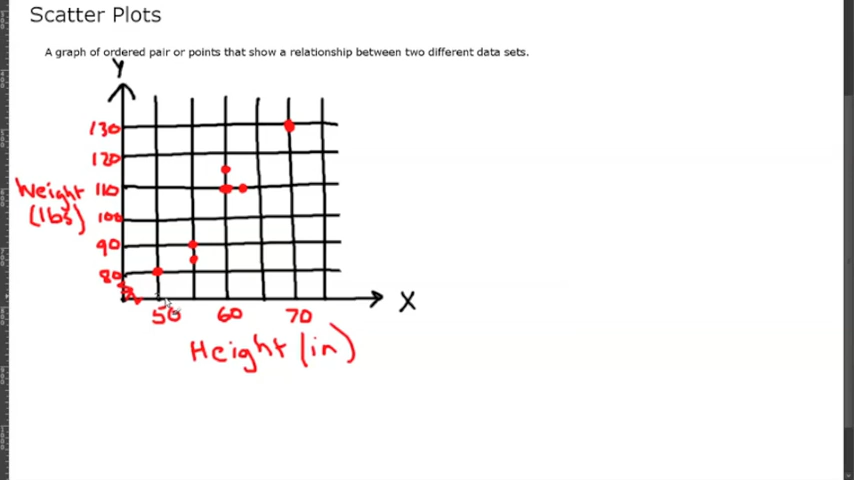 Scatter Plots
A graph of ordered pair or points that show a relationship between two different data sets.
Y
130
120
Weight 110
(lbs) 100
90
80
50 60 70
X
Height (in)